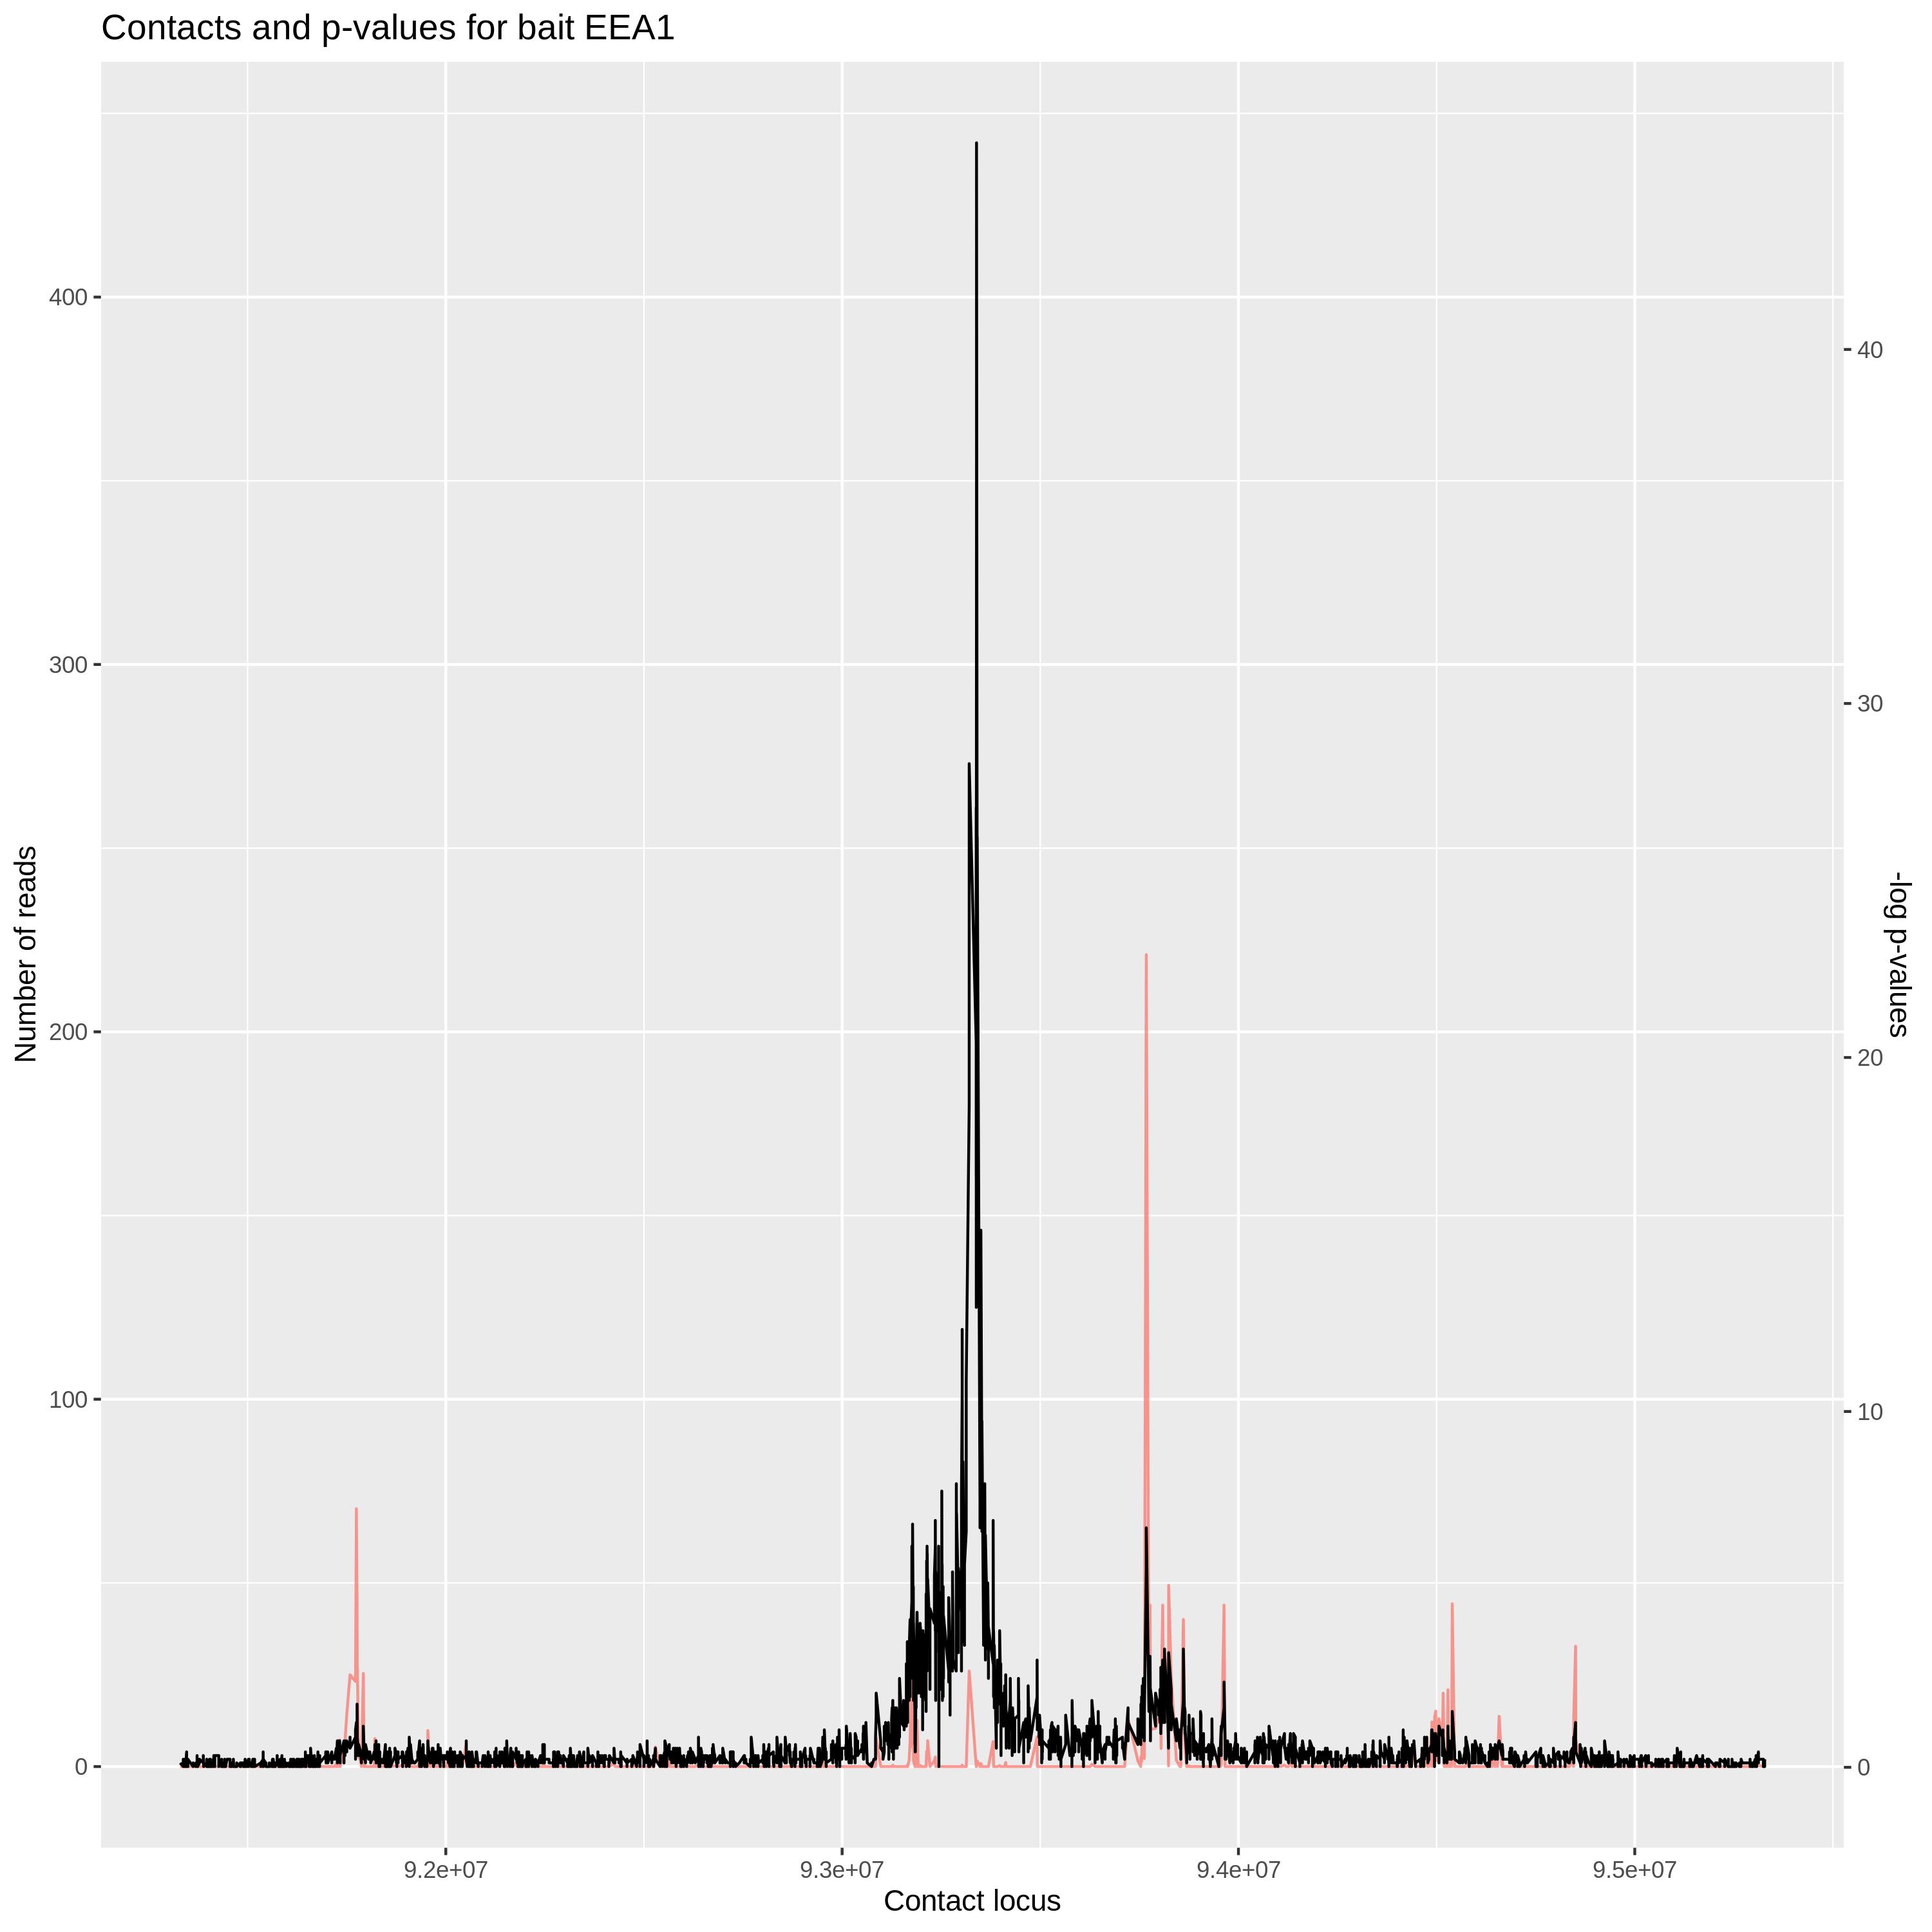 Contacts and p-values for bait EEA1
Number of reads
400
300
200
100
0
40
30
20
10
0
-log p-values
9.2e+07
9.3e+07
9.4e+07
9.5e+07
Contact locus